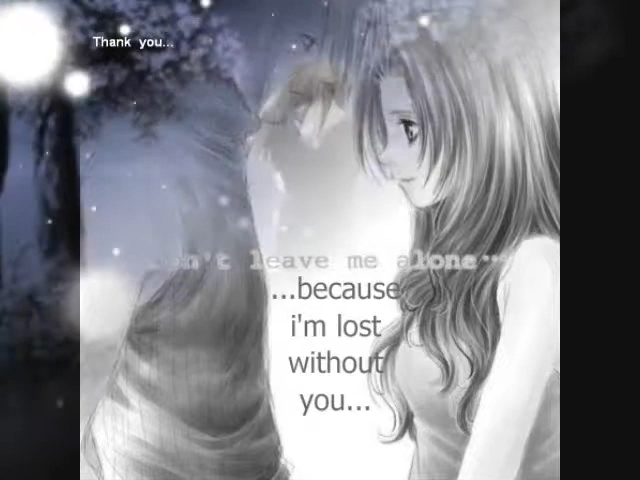 Thank you...
n't leave me alone...
...because
i'm lost
without
you...